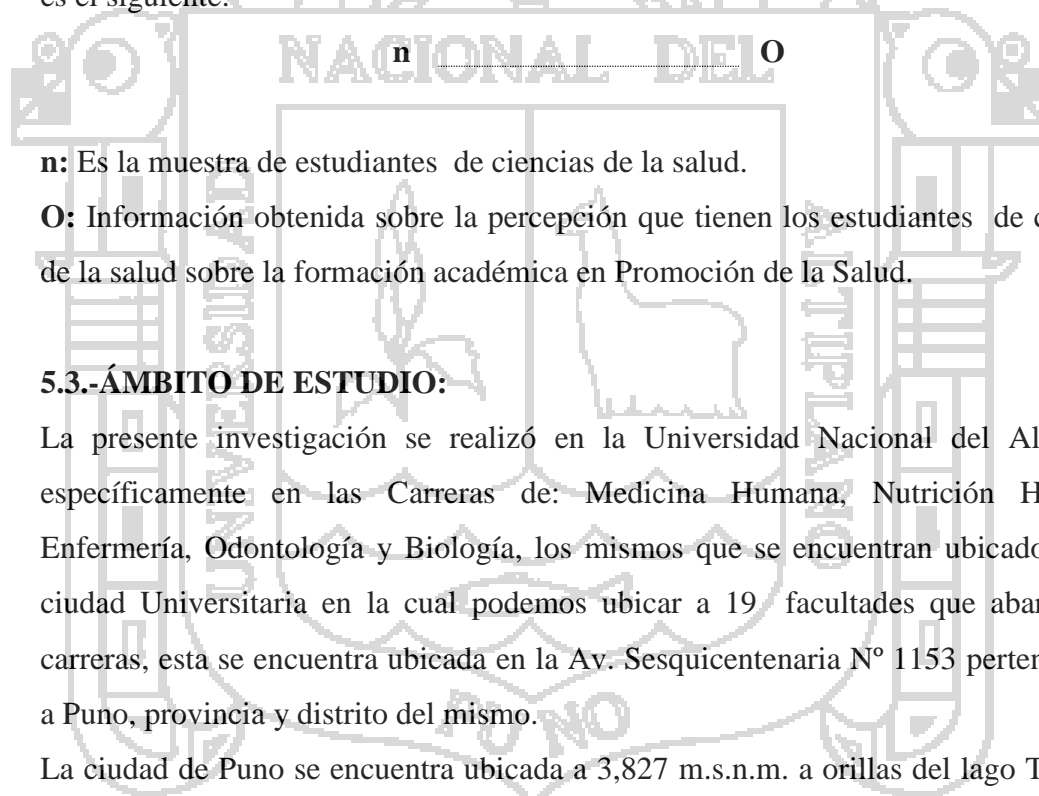 es el siguiente:
n O
n: Es la muestra de estudiantes de ciencias de la salud.
O: Información obtenida sobre la percepción que tienen los estudiantes de
de la salud sobre la formación académica en Promoción de la Salud.
5.3.-ÁMBITO DE ESTUDIO:
La presente investigación se realizó en la Universidad Nacional del
específicamente en las Carreras de: Medicina Humana, Nutrición
Enfermería, Odontología y Biología, los mismos que se encuentran
ciudad Universitaria en la cual podemos ubicar a 19 facultades que
carreras, esta se encuentra ubicada en la Av. Sesquicentenaria Nº 1153
a Puno, provincia y distrito del mismo.
La ciudad de Puno se encuentra ubicada a 3,827 m.s.n.m. a orillas del lago
NACIONAL DEL
UNIVERSIDAD
ALTIPLANO
PUNO